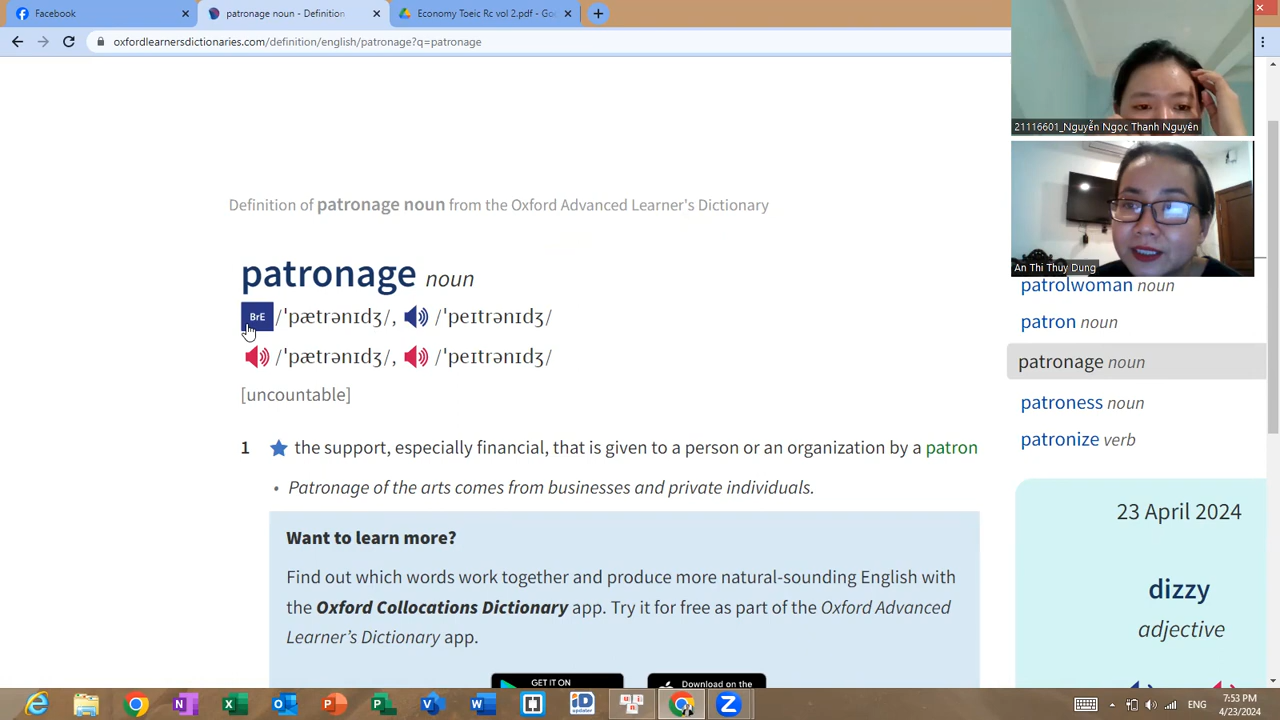 Facebook
patronage noun - Definition
Economy Toeic Rc vol 2.pdf - Goo
oxfordlearnersdictionaries.com/definition/english/patronage?q=patronage
21116601_Nguyễn Ngọc Thanh Nguyên
An Thi Thuy Dung
Definition of patronage noun from the Oxford Advanced Learner's Dictionary
patronage noun
BrE /ˈpætrənɪdʒ/, /ˈpeɪtrənɪdʒ/
/ˈpætrənɪdʒ/, /ˈpeɪtrənɪdʒ/
[uncountable]
1 the support, especially financial, that is given to a person or an organization by a patron
• Patronage of the arts comes from businesses and private individuals.
Want to learn more?
Find out which words work together and produce more natural-sounding English with
the Oxford Collocations Dictionary app. Try it for free as part of the Oxford Advanced
Learner's Dictionary app.
GET IT ON
Download on the
patrolwoman noun
patron noun
patronage noun
patroness noun
patronize verb
23 April 2024
dizzy
adjective
ENG
7:53 PM
4/23/2024